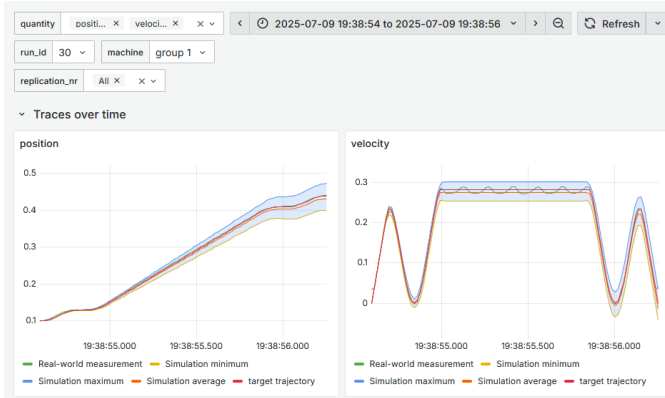 quantity positi... × veloci... × × 2025-07-09 19:38:54 to 2025-07-09 19:38:56 Refresh
run_id 30 machine group 1
replication_nr All × ×
Traces over time
position
0.5
0.4
0.3
0.2
0.1
19:38:55.000 19:38:55.500 19:38:56.000
Real-world measurement Simulation minimum
Simulation maximum Simulation average target trajectory
velocity
0.3
0.2
0.1
0
19:38:55.000 19:38:55.500 19:38:56.000
Real-world measurement Simulation minimum
Simulation maximum Simulation average target trajectory